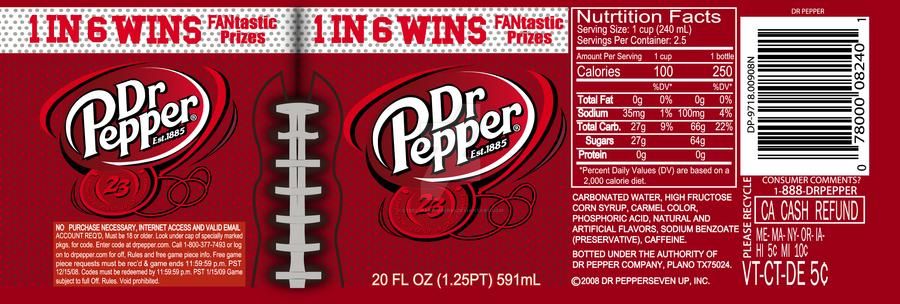 1 IN 6 WINS FANtastic Prizes
Dr Pepper®
Est.1885
23
NO PURCHASE NECESSARY, INTERNET ACCESS AND VALID EMAIL
ACCOUNT REQ'D, Must be 18 or older. Look under cap of specially marked
pkgs, for code. Enter code at drpepper.com. Call 1-800-377-7493 or log
on to drpepper.com for off. Rules and free game piece info. Free game
piece requests must be rec'd & game ends 11:59:59 p.m. PST
12/15/08. Codes must be redeemed by 11:59:59 p.m. PST 1/15/09 Game
subject to full Off. Rules. Void prohibited.
1 IN 6 WINS FANtastic Prizes
Dr Pepper®
Est.1885
23
20 FL OZ (1.25PT) 591mL
Nutrtition Facts
Serving Size: 1 cup (240 mL)
Servings Per Container: 2.5
Amount Per Serving 1 cup 1 bottle
Calories 100 250
%DV* %DV*
Total Fat 0g 0% 0g 0%
Sodium 35mg 1% 100mg 4%
Total Carb. 27g 9% 66g 22%
Sugars 27g 64g
Protein 0g 0g
*Percent Daily Values (DV) are based on a
2,000 calorie diet.
CARBONATED WATER, HIGH FRUCTOSE
CORN SYRUP, CARMEL COLOR,
PHOSPHORIC ACID, NATURAL AND
ARTIFICIAL FLAVORS, SODIUM BENZOATE
(PRESERVATIVE), CAFFEINE.
BOTTED UNDER THE AUTHORITY OF
DR PEPPER COMPANY, PLANO TX75024.
©2008 DR PEPPERSEVEN UP, INC.
DR PEPPER
DP-9718.00908N
0 78000 08240 1
PLEASE RECYCLE
CONSUMER COMMENTS?
1-888-DRPEPPER
CA CASH REFUND
ME- MA- NY-OR-IA-
HI 5¢ MI 10¢
VT-CT-DE 5¢